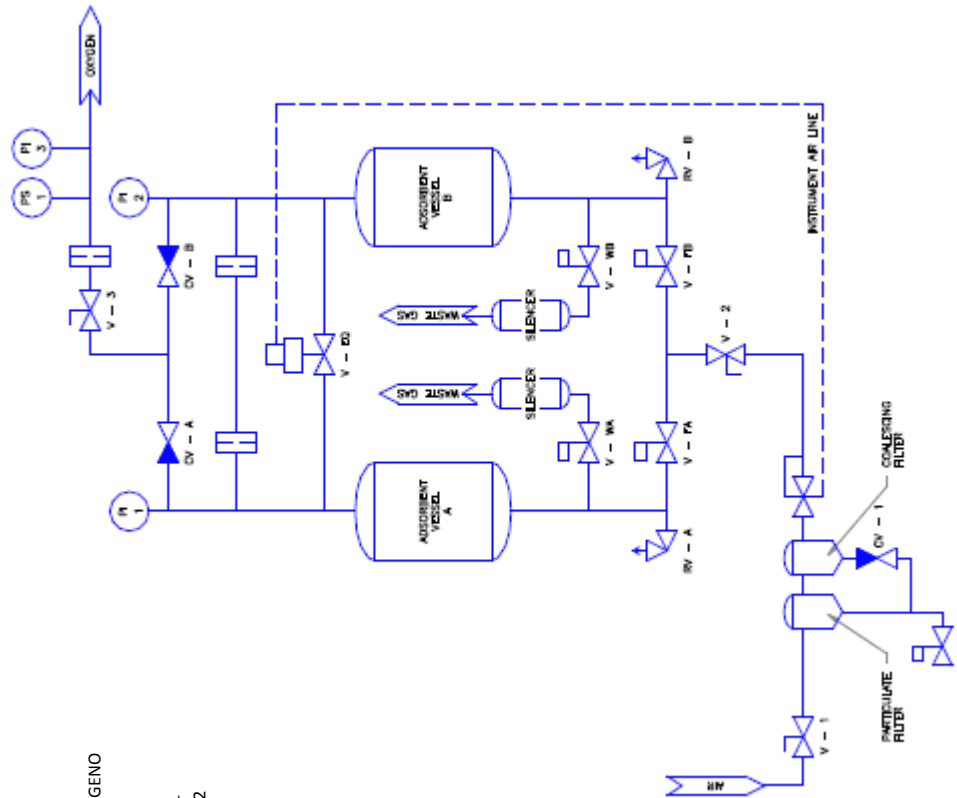 OXYGEN
PI
3
PS
1
PI
2
V - 3
CV - B
CV - A
PI
1
V - EQ
ADSORBENT
VESSEL
B
ADSORBENT
VESSEL
A
WASTE GAS
WASTE GAS
SILENCER
SILENCER
V - WB
V - WA
RV - B
V - FB
V - FA
RV - A
V - 2
INSTRUMENT AIR LINE
COALESCING
FILTER
CV - 1
PARTICULATE
FILTER
V - 1
AIR
GENO
2